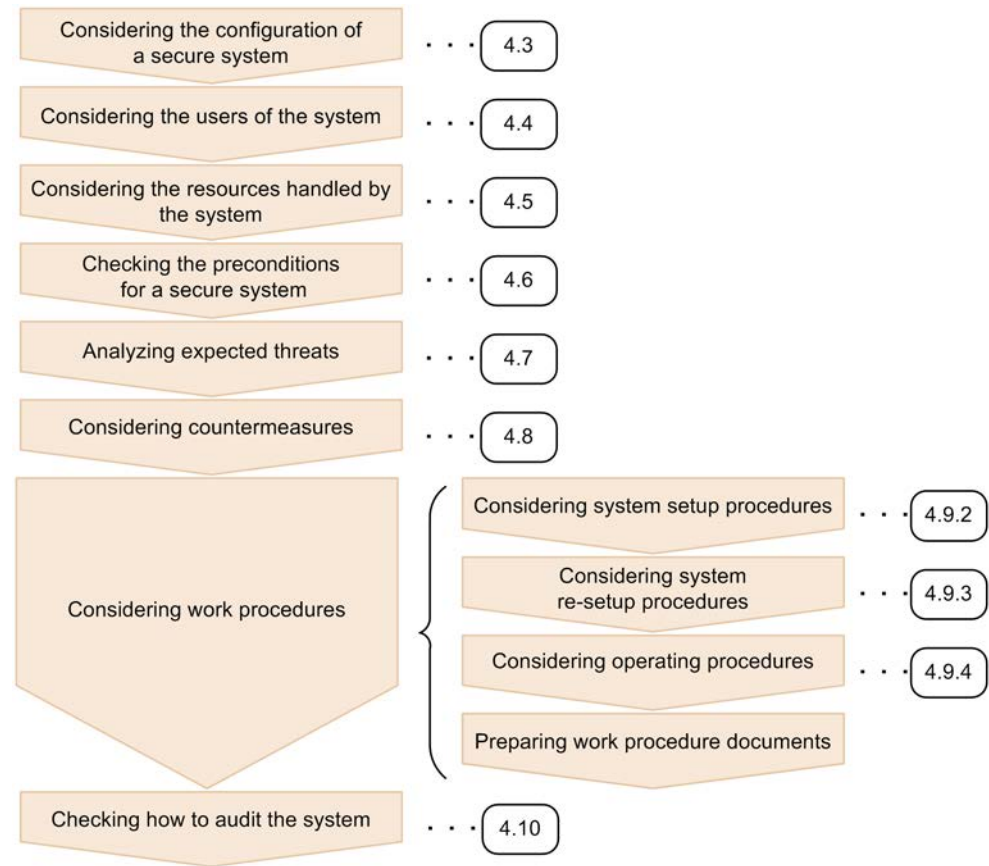 Considering the configuration of
a secure system
· · ·
4.3
Considering the users of the system
· · ·
4.4
Considering the resources handled by
the system
· · ·
4.5
Checking the preconditions
for a secure system
· · ·
4.6
Analyzing expected threats
· · ·
4.7
Considering countermeasures
· · ·
4.8
Considering work procedures
Considering system setup procedures
· · ·
4.9.2
Considering system
re-setup procedures
· · ·
4.9.3
Considering operating procedures
· · ·
4.9.4
Preparing work procedure documents
Checking how to audit the system
· · ·
4.10